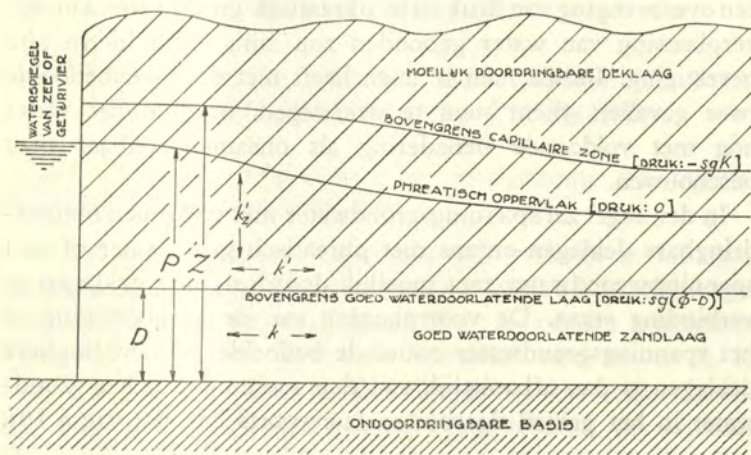 WATERSPIEGEL
VAN ZEE OF
GETIJRIVIER
MOEILIJK DOORDRINGBARE DEKLAAG
BOVENGRENS CAPILLAIRE ZONE [DRUK: -sgK]
PHREATISCH OPPERVLAK [DRUK: O]
k'z
k'
P
Z
BOVENGRENS GOED WATERDOORLATENDE LAAG [DRUK: sg(ϕ-D)]
D
k
GOED WATERDOORLATENDE ZANDLAAG
ONDOORDRINGBARE BASIS